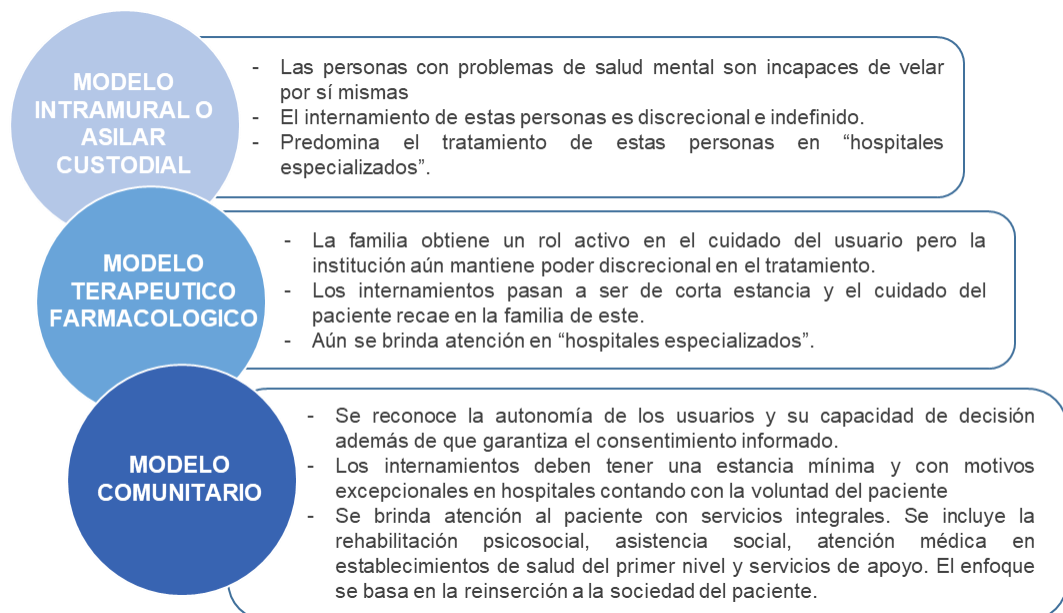 MODELO
INTRAMURAL O
ASILAR
CUSTODIAL
- Las personas con problemas de salud mental son incapaces de velar
por sí mismas
- El internamiento de estas personas es discrecional e indefinido.
- Predomina el tratamiento de estas personas en “hospitales
especializados”.
MODELO
TERAPEUTICO
FARMACOLOGICO
- La familia obtiene un rol activo en el cuidado del usuario pero la
institución aún mantiene poder discrecional en el tratamiento.
- Los internamientos pasan a ser de corta estancia y el cuidado del
paciente recae en la familia de este.
- Aún se brinda atención en “hospitales especializados”.
MODELO
COMUNITARIO
- Se reconoce la autonomía de los usuarios y su capacidad de decisión
además de que garantiza el consentimiento informado.
- Los internamientos deben tener una estancia mínima y con motivos
excepcionales en hospitales contando con la voluntad del paciente
- Se brinda atención al paciente con servicios integrales. Se incluye la
rehabilitación psicosocial, asistencia social, atención médica en
establecimientos de salud del primer nivel y servicios de apoyo. El enfoque
se basa en la reinserción a la sociedad del paciente.